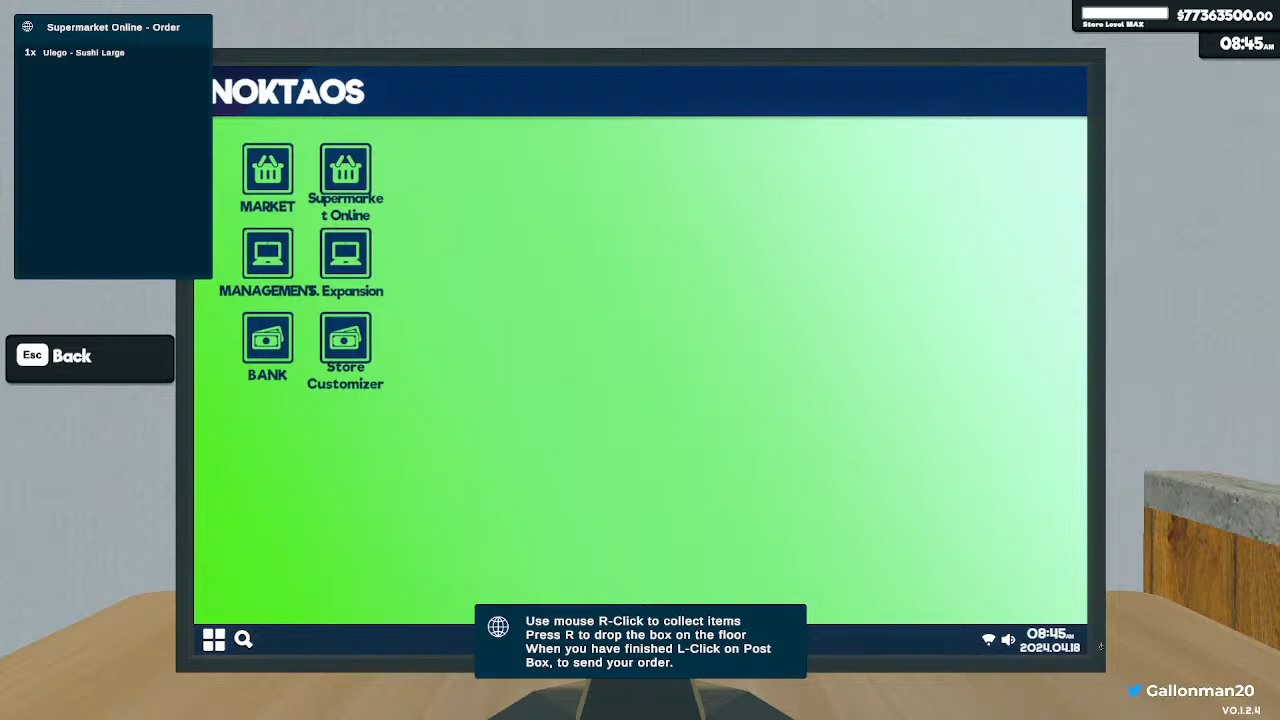 Supermarket Online - Order
1x Ulego - Sushi Large
$77363500.00
Store Level MAX
08:45AM
NOKTAOS
MARKET
Supermarke
t Online
MANAGEMENT
S. Expansion
BANK
Store
Customizer
Esc Back
Use mouse R-Click to collect items
Press R to drop the box on the floor
When you have finished L-Click on Post
Box, to send your order.
08:45AM
2024.04.18
Gallonman20
V0.1.2.4